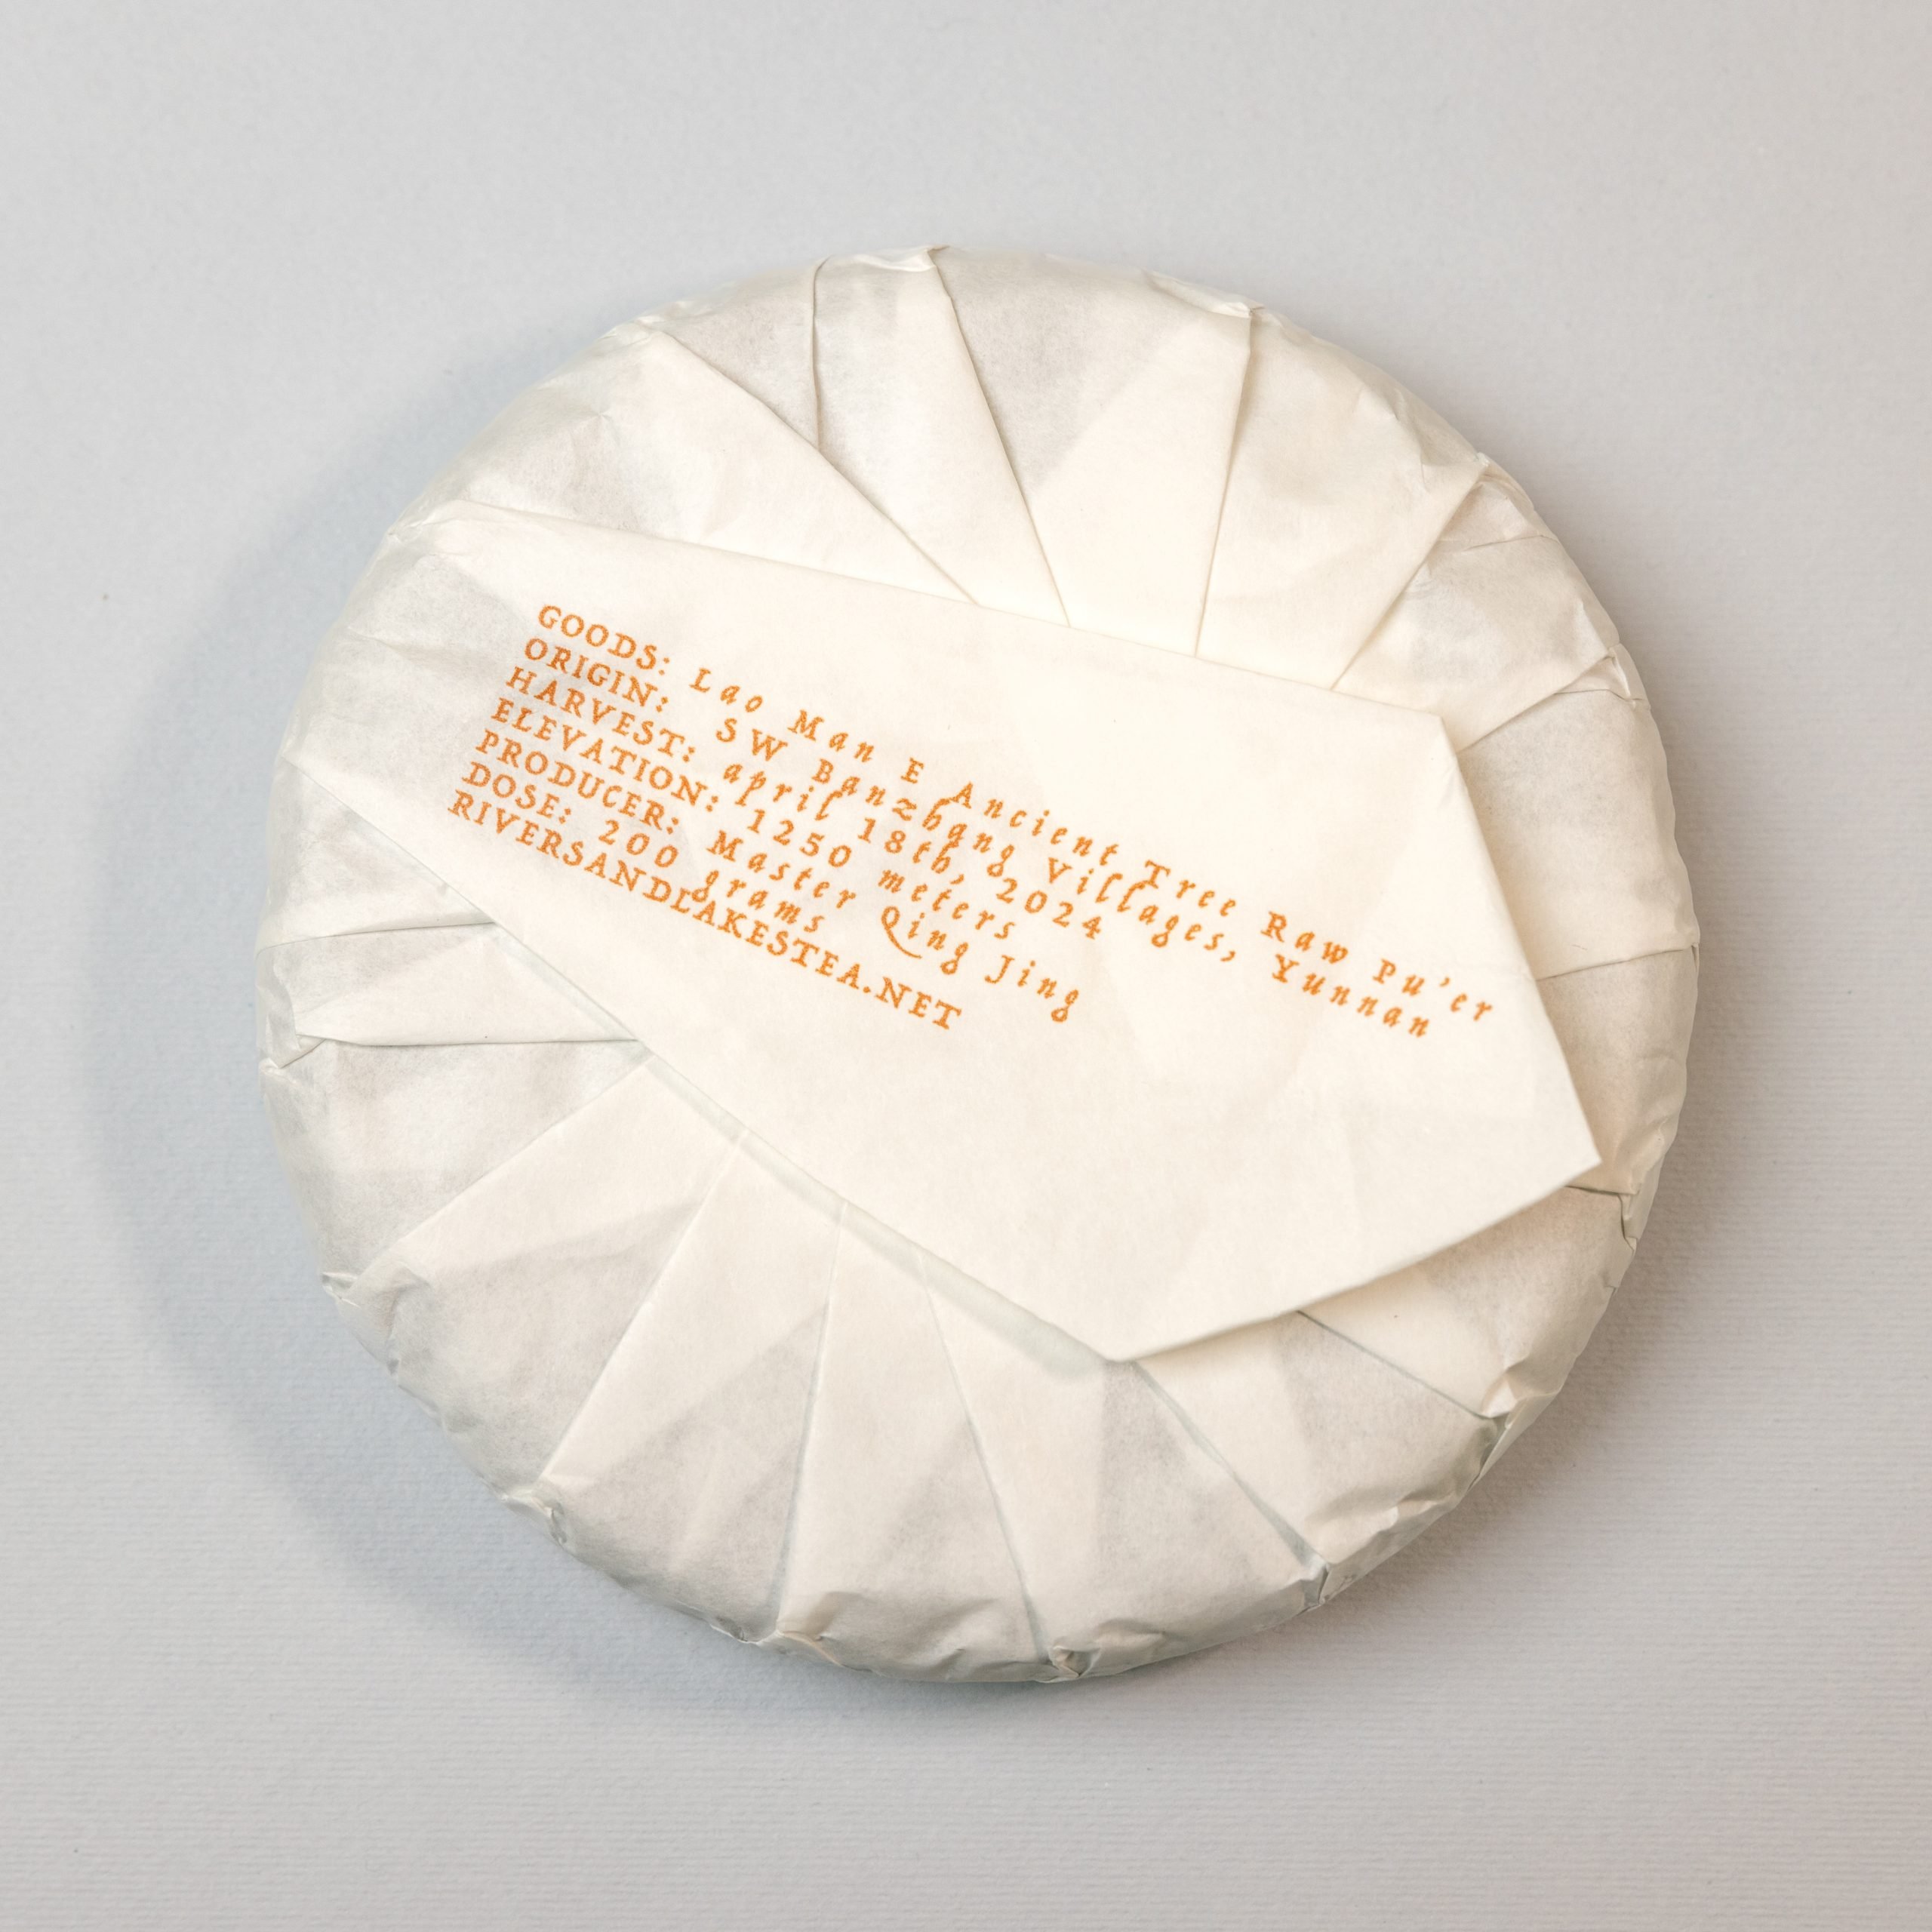 GOODS: Lao Man E Ancient Tree Raw Pu'er
ORIGIN: SW Banzhang Villages, Yunnan
HARVEST: april 18th, 2024
ELEVATION: 1250 meters
PRODUCER: Master Qing Jing
DOSE: 200 grams
RIVERSANDLAKESTEA.NET